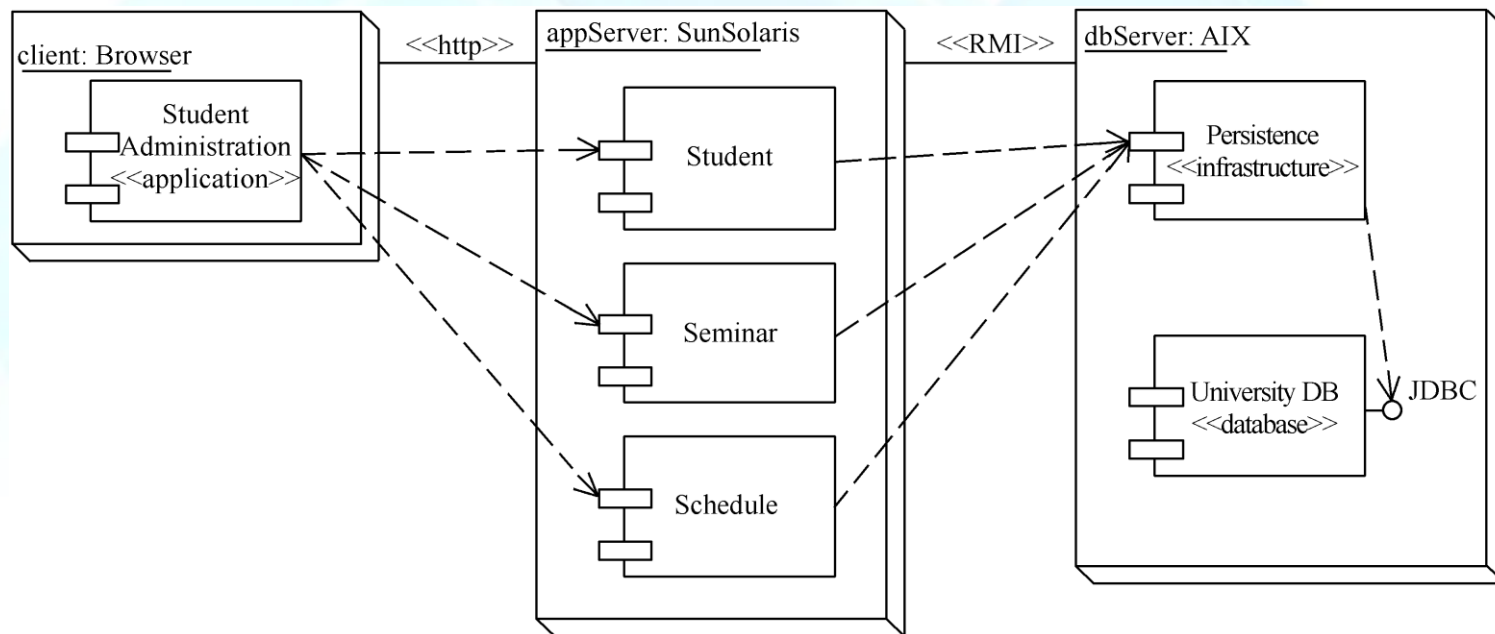 client: Browser
Student
Administration
<<application>>
<<http>>
appServer: SunSolaris
Student
Seminar
Schedule
<<RMI>>
dbServer: AIX
Persistence
<<infrastructure>>
University DB
<<database>>
JDBC